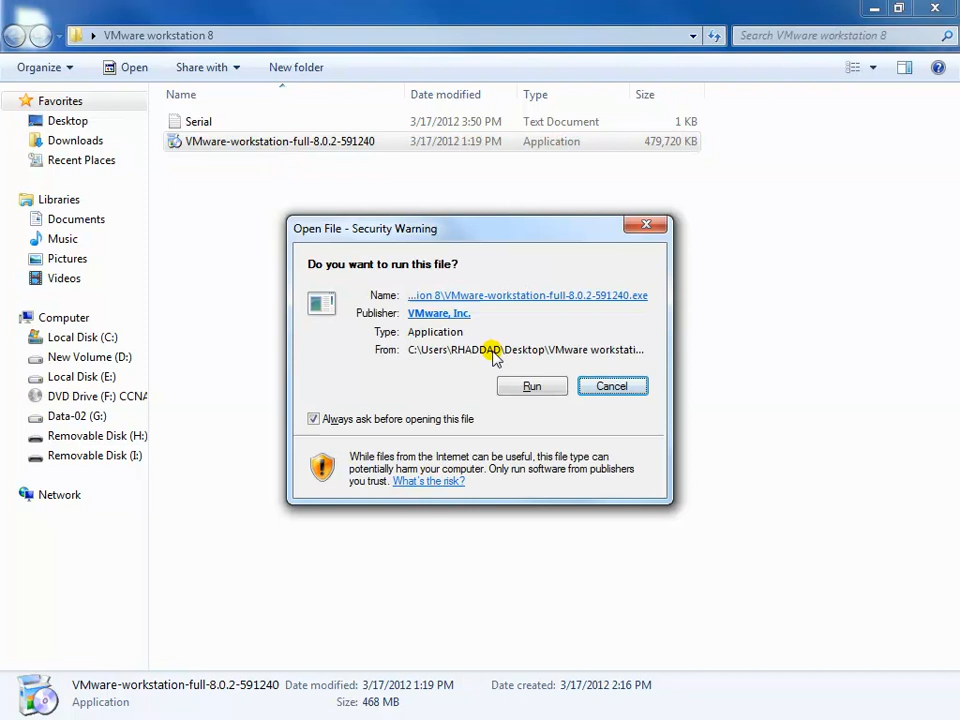 VMware workstation 8
Search VMware workstation 8
Organize Open Share with New folder
Name Date modified Type Size
Favorites
Desktop
Downloads
Recent Places
Libraries
Documents
Music
Pictures
Videos
Computer
Local Disk (C:)
New Volume (D:)
Local Disk (E:)
DVD Drive (F:) CCNA
Data-02 (G:)
Removable Disk (H:)
Removable Disk (I:)
Network
Serial 3/17/2012 3:50 PM Text Document 1 KB
VMware-workstation-full-8.0.2-591240 3/17/2012 1:19 PM Application 479,720 KB
Open File - Security Warning
Do you want to run this file?
Name: ...ion 8\VMware-workstation-full-8.0.2-591240.exe
Publisher: VMware, Inc.
Type: Application
From: C:\Users\RHADDAD\Desktop\VMware workstati...
Run Cancel
Always ask before opening this file
While files from the Internet can be useful, this file type can
potentially harm your computer. Only run software from publishers
you trust. What's the risk?
VMware-workstation-full-8.0.2-591240 Date modified: 3/17/2012 1:19 PM Date created: 3/17/2012 2:16 PM
Application Size: 468 MB